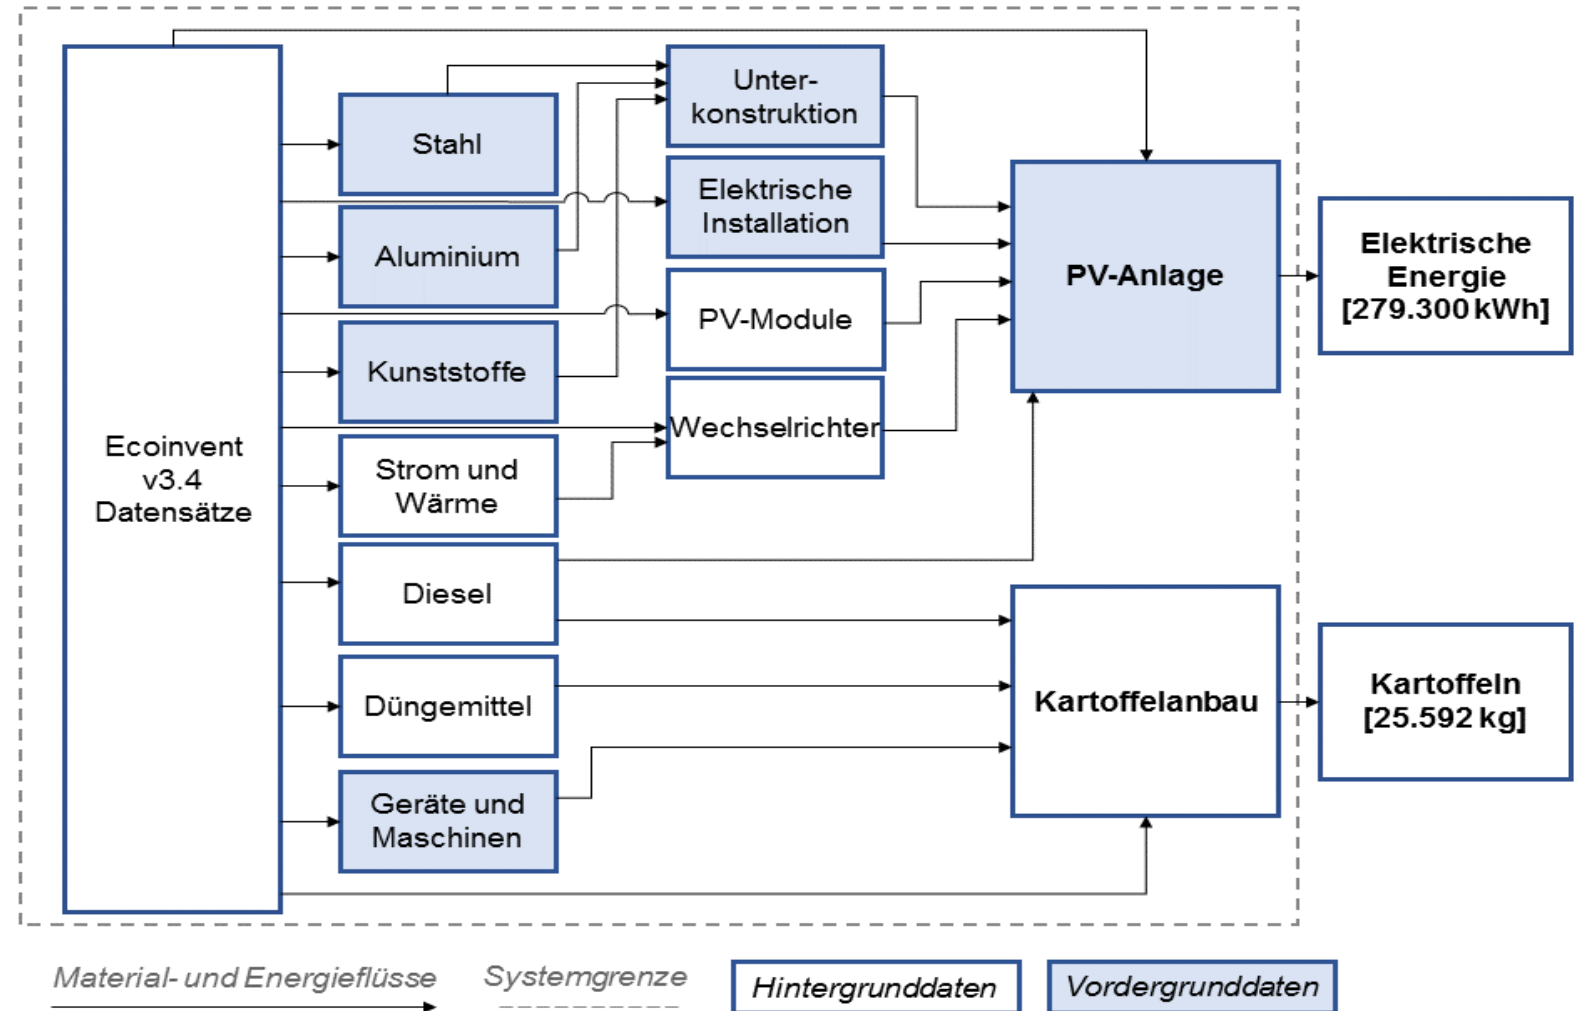 Ecoinvent
v3.4
Datensätze
Stahl
Aluminium
Kunststoffe
Strom und
Wärme
Diesel
Düngemittel
Geräte und
Maschinen
Unter-
konstruktion
Elektrische
Installation
PV-Module
Wechselrichter
PV-Anlage
Kartoffelanbau
Elektrische
Energie
[279.300 kWh]
Kartoffeln
[25.592 kg]
Material- und Energieflüsse
Systemgrenze
Hintergrunddaten
Vordergrunddaten